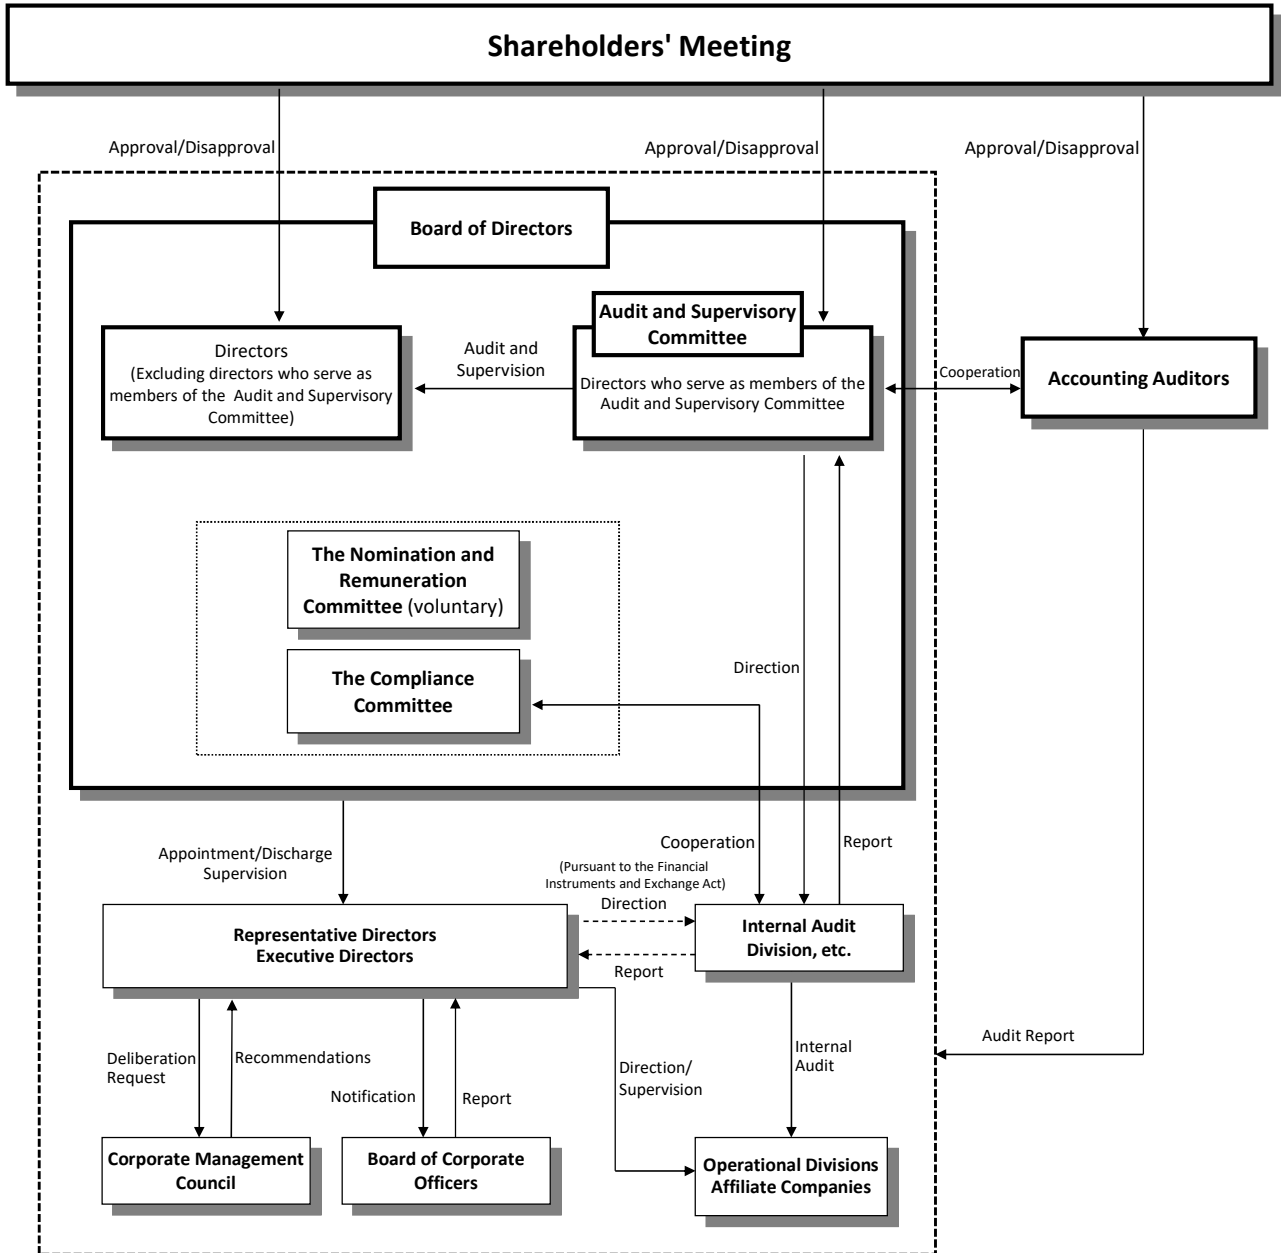 Shareholders' Meeting
Approval/Disapproval
Approval/Disapproval
Approval/Disapproval
Board of Directors
Audit and Supervisory
Committee
Directors
(Excluding directors who serve as
members of the  Audit and Supervisory
Committee)
Audit and
Supervision
Directors who serve as members of the
Audit and Supervisory Committee
Cooperation
Accounting Auditors
The Nomination and
Remuneration
Committee (voluntary)
The Compliance
Committee
Direction
Cooperation
Report
Appointment/Discharge
Supervision
(Pursuant to the Financial
Instruments and Exchange Act)
Direction
Representative Directors
Executive Directors
Report
Internal Audit
Division, etc.
Deliberation
Request
Recommendations
Notification
Report
Direction/
Supervision
Internal
Audit
Audit Report
Corporate Management
Council
Board of Corporate
Officers
Operational Divisions
Affiliate Companies